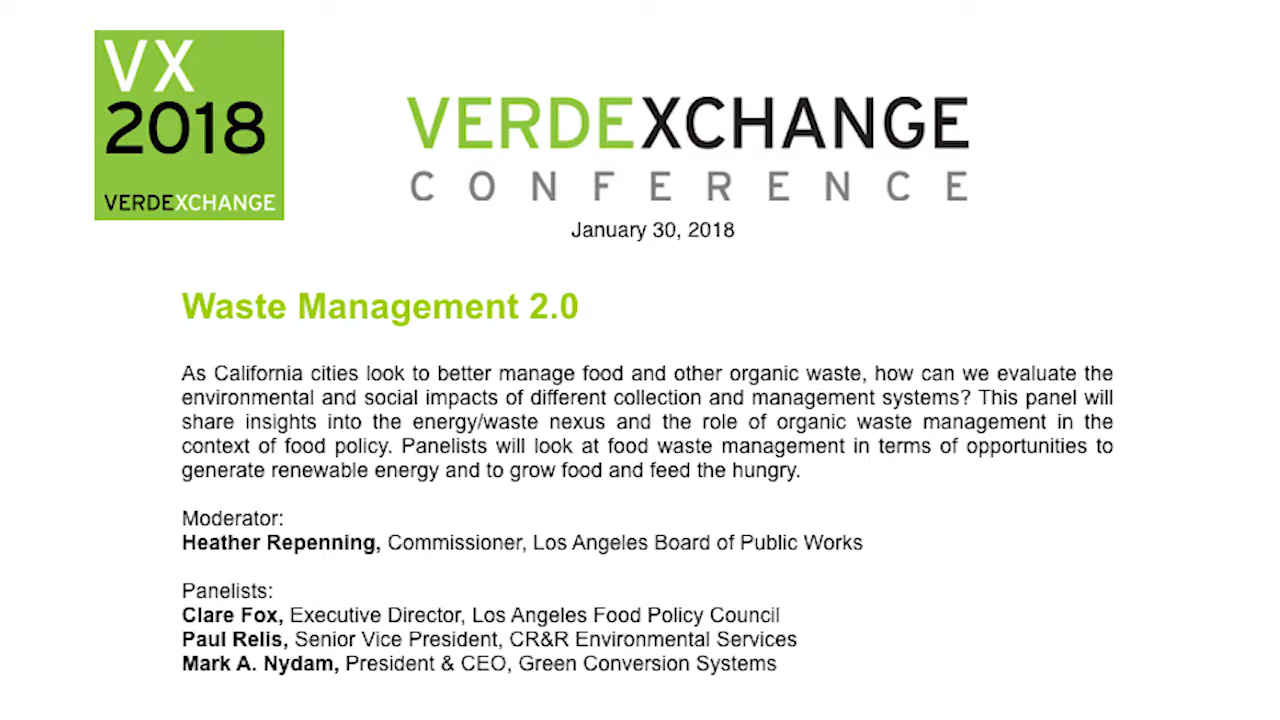 VX
2018
VERDEXCHANGE
VERDEXCHANGE
CONFERENCE
January 30, 2018
Waste Management 2.0
As California cities look to better manage food and other organic waste, how can we evaluate the
environmental and social impacts of different collection and management systems? This panel will
share insights into the energy/waste nexus and the role of organic waste management in the
context of food policy. Panelists will look at food waste management in terms of opportunities to
generate renewable energy and to grow food and feed the hungry.
Moderator:
Heather Repenning, Commissioner, Los Angeles Board of Public Works
Panelists:
Clare Fox, Executive Director, Los Angeles Food Policy Council
Paul Relis, Senior Vice President, CR&R Environmental Services
Mark A. Nydam, President & CEO, Green Conversion Systems